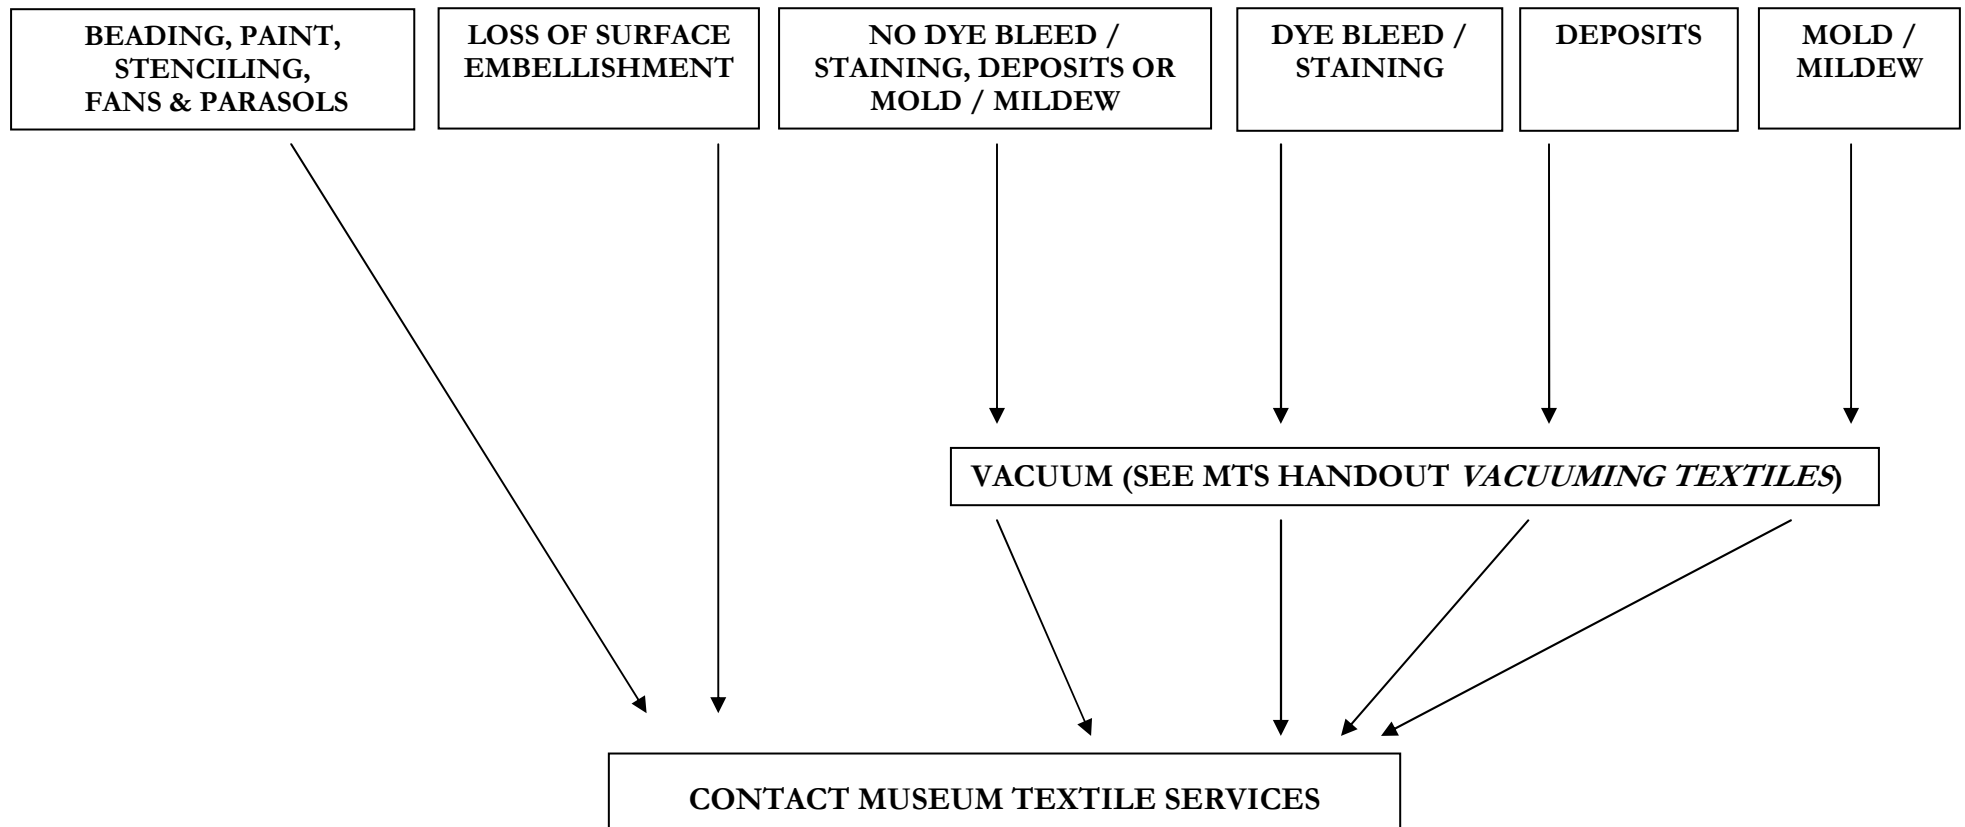 BEADING, PAINT,
STENCILING,
FANS & PARASOLS
LOSS OF SURFACE
EMBELLISHMENT
NO DYE BLEED /
STAINING, DEPOSITS OR
MOLD / MILDEW
DYE BLEED /
STAINING
DEPOSITS
MOLD /
MILDEW
VACUUM (SEE MTS HANDOUT VACUUMING TEXTILES)
CONTACT MUSEUM TEXTILE SERVICES